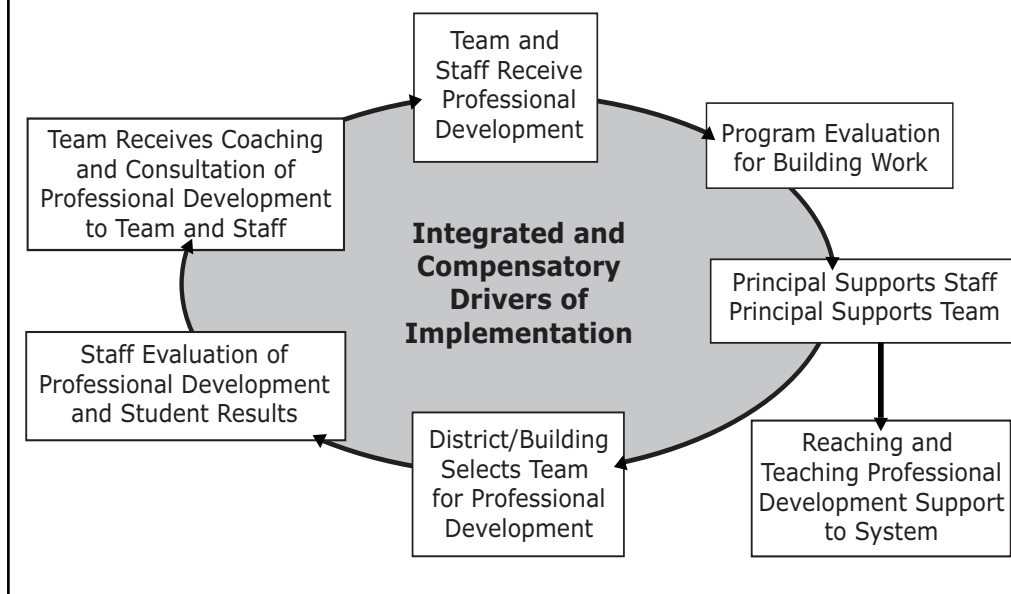 Team and
Staff Receive
Professional
Development
Program Evaluation
for Building Work
Principal Supports Staff
Principal Supports Team
Reaching and
Teaching Professional
Development Support
to System
District/Building
Selects Team
for Professional
Development
Staff Evaluation of
Professional Development
and Student Results
Team Receives Coaching
and Consultation of
Professional Development
to Team and Staff
Integrated and
Compensatory
Drivers of
Implementation